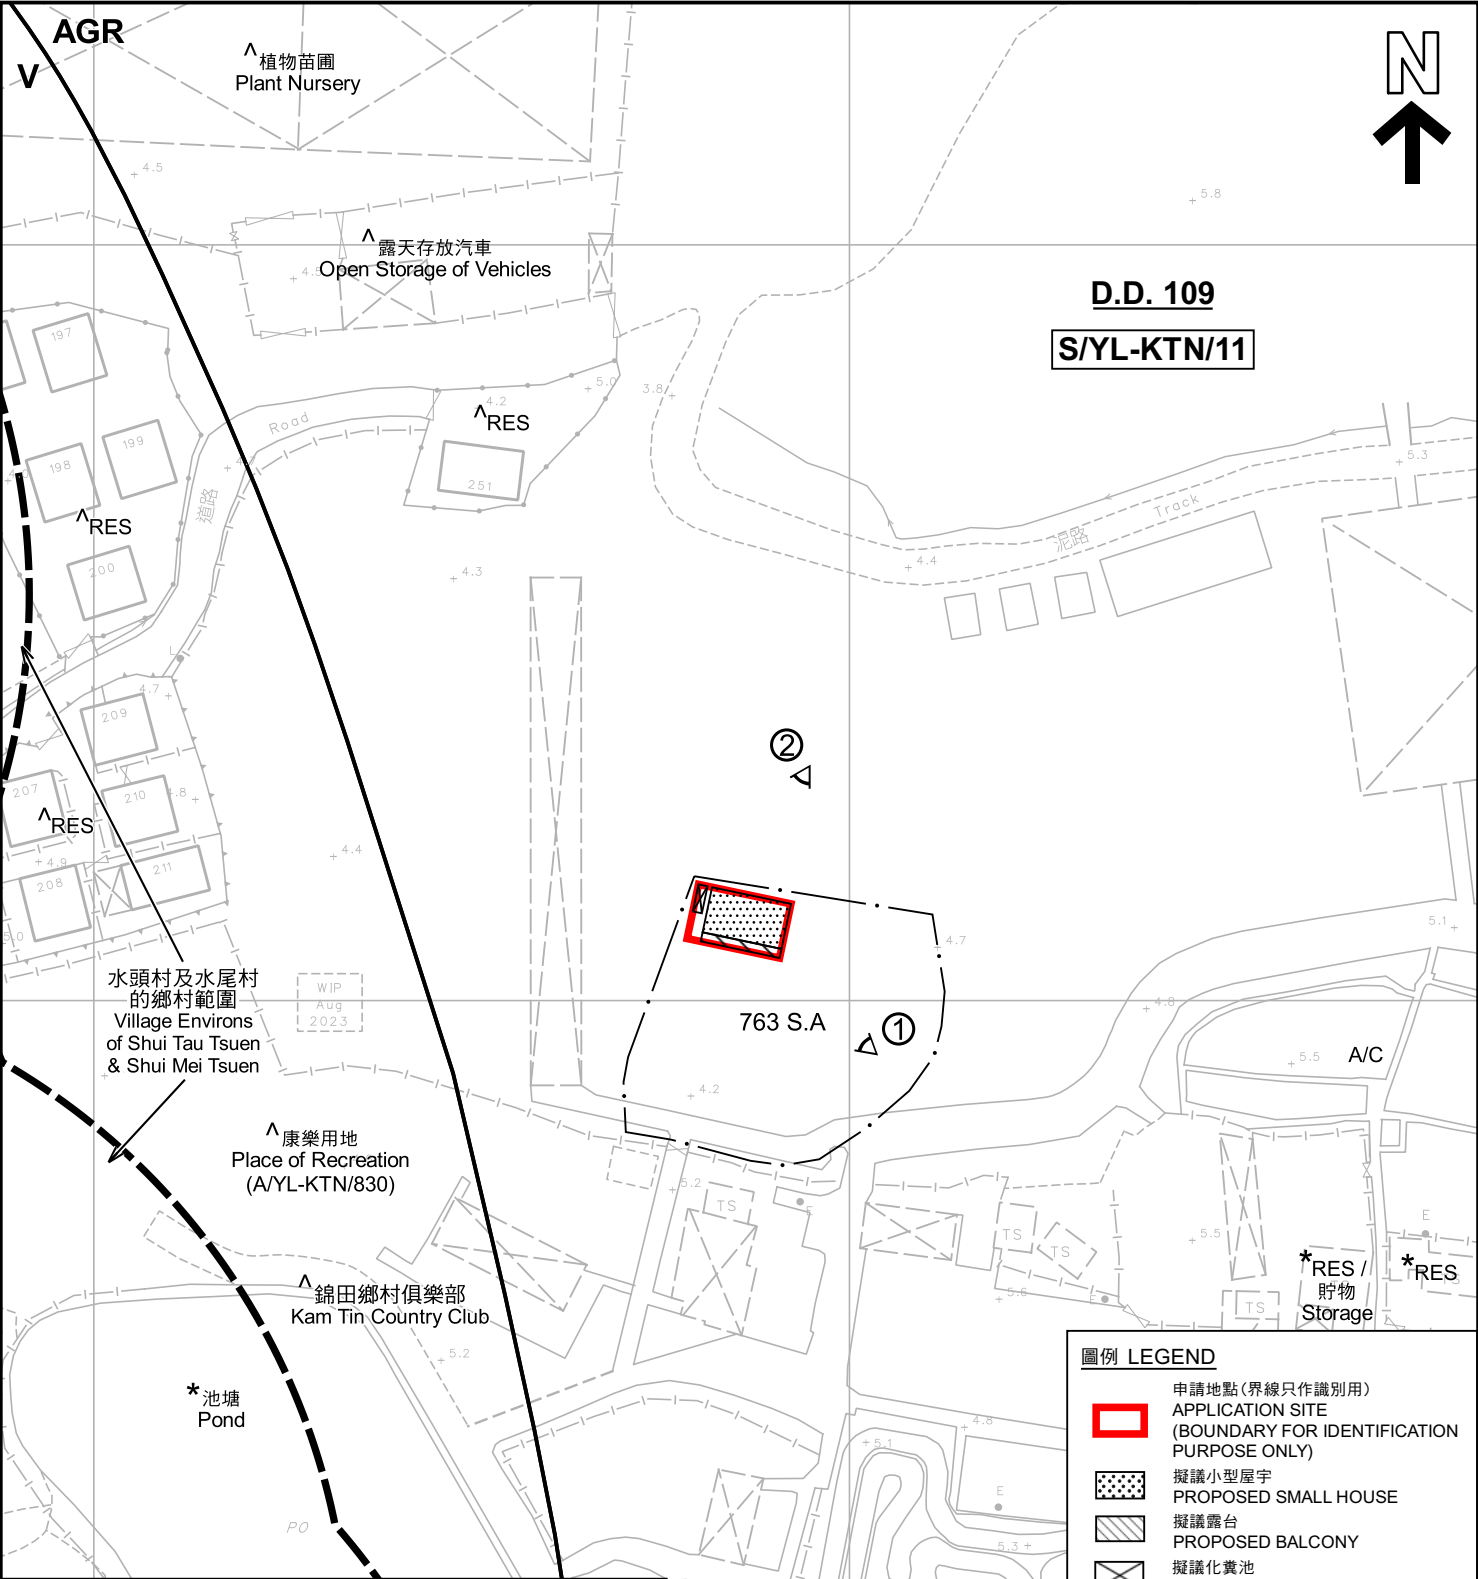 AGR
V
^植物苗圃
Plant Nursery
N
4.5
5.8
^露天存放汽車
Open Storage of Vehicles
4.5
D.D. 109
S/YL-KTN/11
197
5.0
3.8
4.2
^RES
Road
道路
199
198
251
5.3
Track
泥路
^RES
200
4.3
4.4
L
4.7
209
2
207
210
4.8
^RES
4.9
211
208
4.4
5.0
4.7
5.1
水頭村及水尾村
的鄉村範圍
Village Environs
of Shui Tau Tsuen
& Shui Mei Tsuen
WIP
Aug
2023
763 S.A
1
4.8
5.5
A/C
4.2
^康樂用地
Place of Recreation
(A/YL-KTN/830)
5.2
TS
E
TS
TS
5.5
E
*RES /
貯物
Storage
*RES
TS
5.6
E
^錦田鄉村俱樂部
Kam Tin Country Club
5.2
*池塘
Pond
4.8
5.1
E
5.3
PO
圖例 LEGEND
申請地點(界線只作識別用)
APPLICATION SITE
(BOUNDARY FOR IDENTIFICATION
PURPOSE ONLY)
擬議小型屋宇
PROPOSED SMALL HOUSE
擬議露台
PROPOSED BALCONY
擬議化糞池